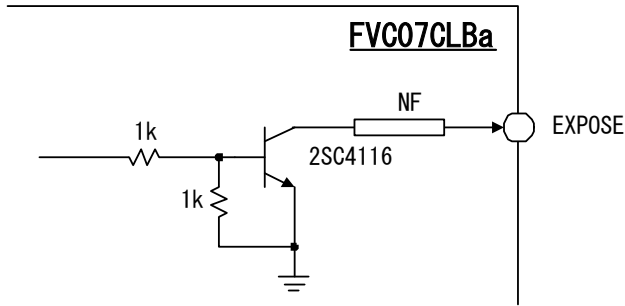 FVC07CLBa
NF
EXPOSE
1k
2SC4116
1k